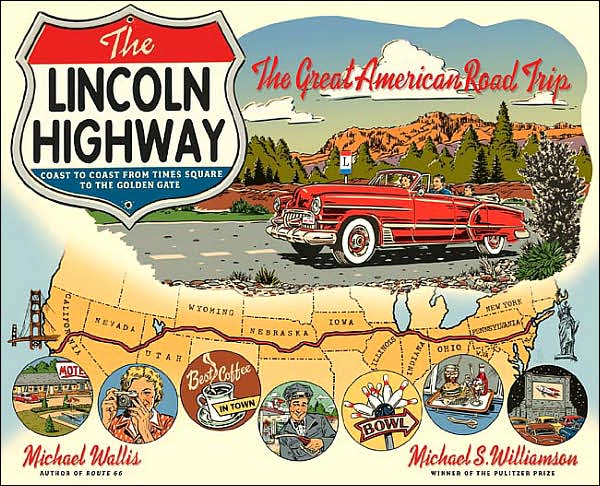 The
LINCOLN
HIGHWAY
COAST TO COAST FROM TIMES SQUARE
TO THE GOLDEN GATE
The Great American Road Trip
L
CALIFORNIA
NEVADA
UTAH
WYOMING
NEBRASKA
IOWA
ILLINOIS
INDIANA
OHIO
PENNSYLVANIA
NEW YORK
MOTEL
Best Coffee
IN TOWN
BOWL
Michael Wallis
AUTHOR OF ROUTE 66
Michael S. Williamson
WINNER OF THE PULITZER PRIZE